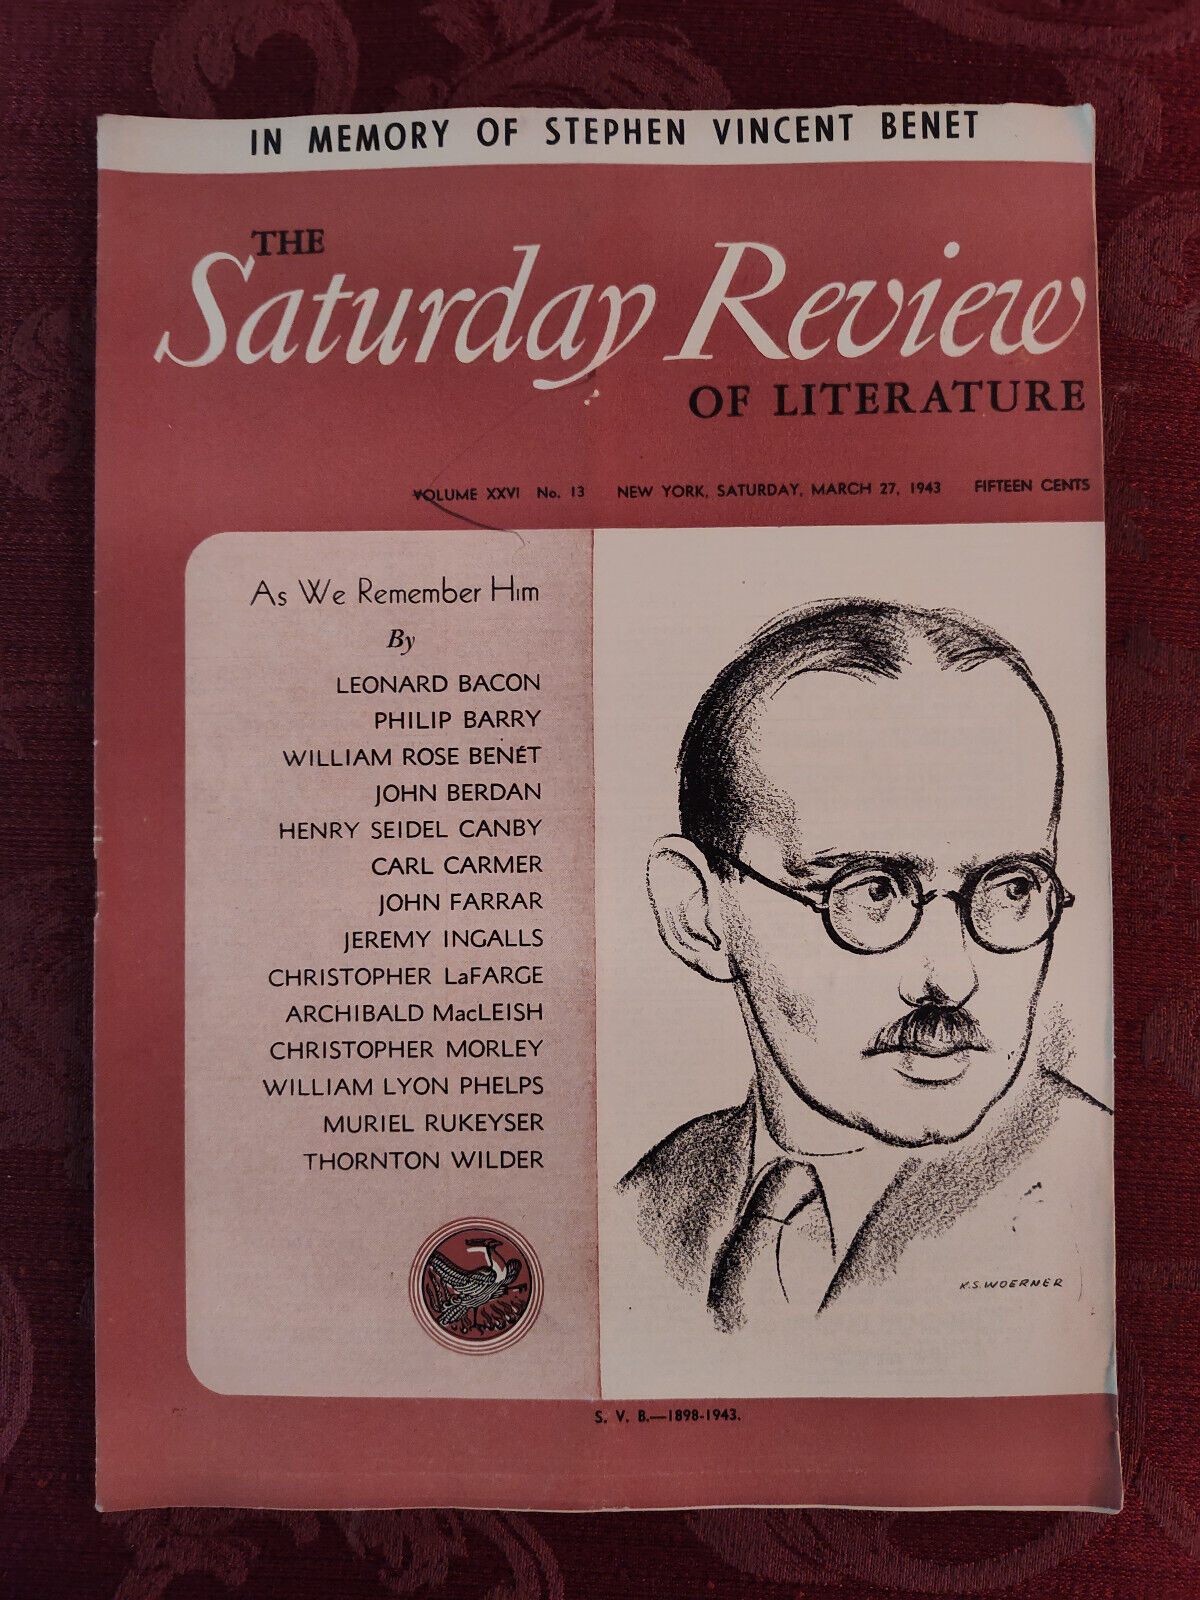 IN MEMORY OF STEPHEN VINCENT BENET
THE
Saturday Review
OF LITERATURE
VOLUME XXVI No. 13 NEW YORK, SATURDAY, MARCH 27, 1943 FIFTEEN CENTS
As We Remember Him
By
LEONARD BACON
PHILIP BARRY
WILLIAM ROSE BENÉT
JOHN BERDAN
HENRY SEIDEL CANBY
CARL CARMER
JOHN FARRAR
JEREMY INGALLS
CHRISTOPHER LaFARGE
ARCHIBALD MacLEISH
CHRISTOPHER MORLEY
WILLIAM LYON PHELPS
MURIEL RUKEYSER
THORNTON WILDER
K.S.WOERNER
S. V. B.—1898-1943.